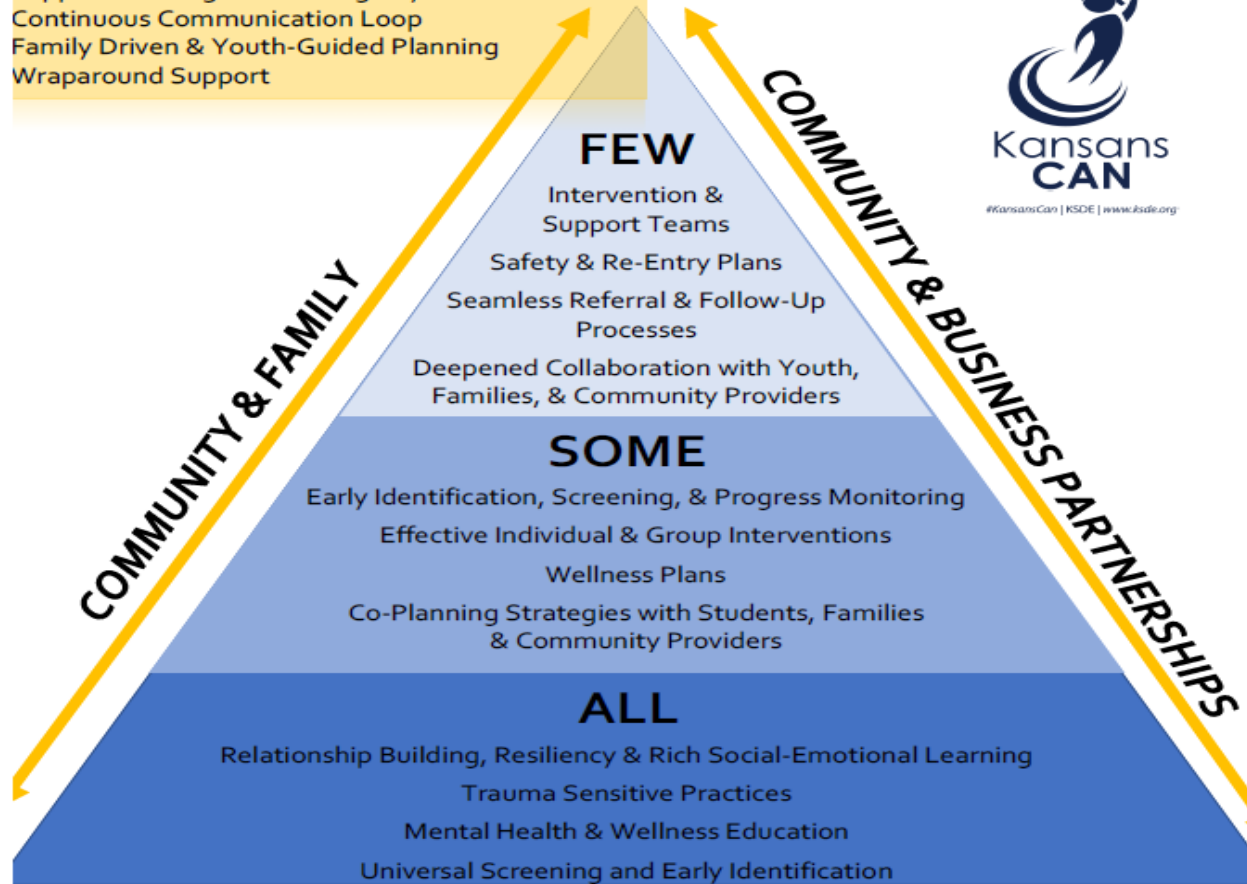 Continuous Communication Loop
Family Driven & Youth-Guided Planning
Wraparound Support
Kansans
CAN
#KansansCan | KSDE | www.ksde.org
COMMUNITY & FAMILY
COMMUNITY & BUSINESS PARTNERSHIPS
FEW
Intervention &
Support Teams
Safety & Re-Entry Plans
Seamless Referral & Follow-Up
Processes
Deepened Collaboration with Youth,
Families, & Community Providers
SOME
Early Identification, Screening, & Progress Monitoring
Effective Individual & Group Interventions
Wellness Plans
Co-Planning Strategies with Students, Families
& Community Providers
ALL
Relationship Building, Resiliency & Rich Social-Emotional Learning
Trauma Sensitive Practices
Mental Health & Wellness Education
Universal Screening and Early Identification